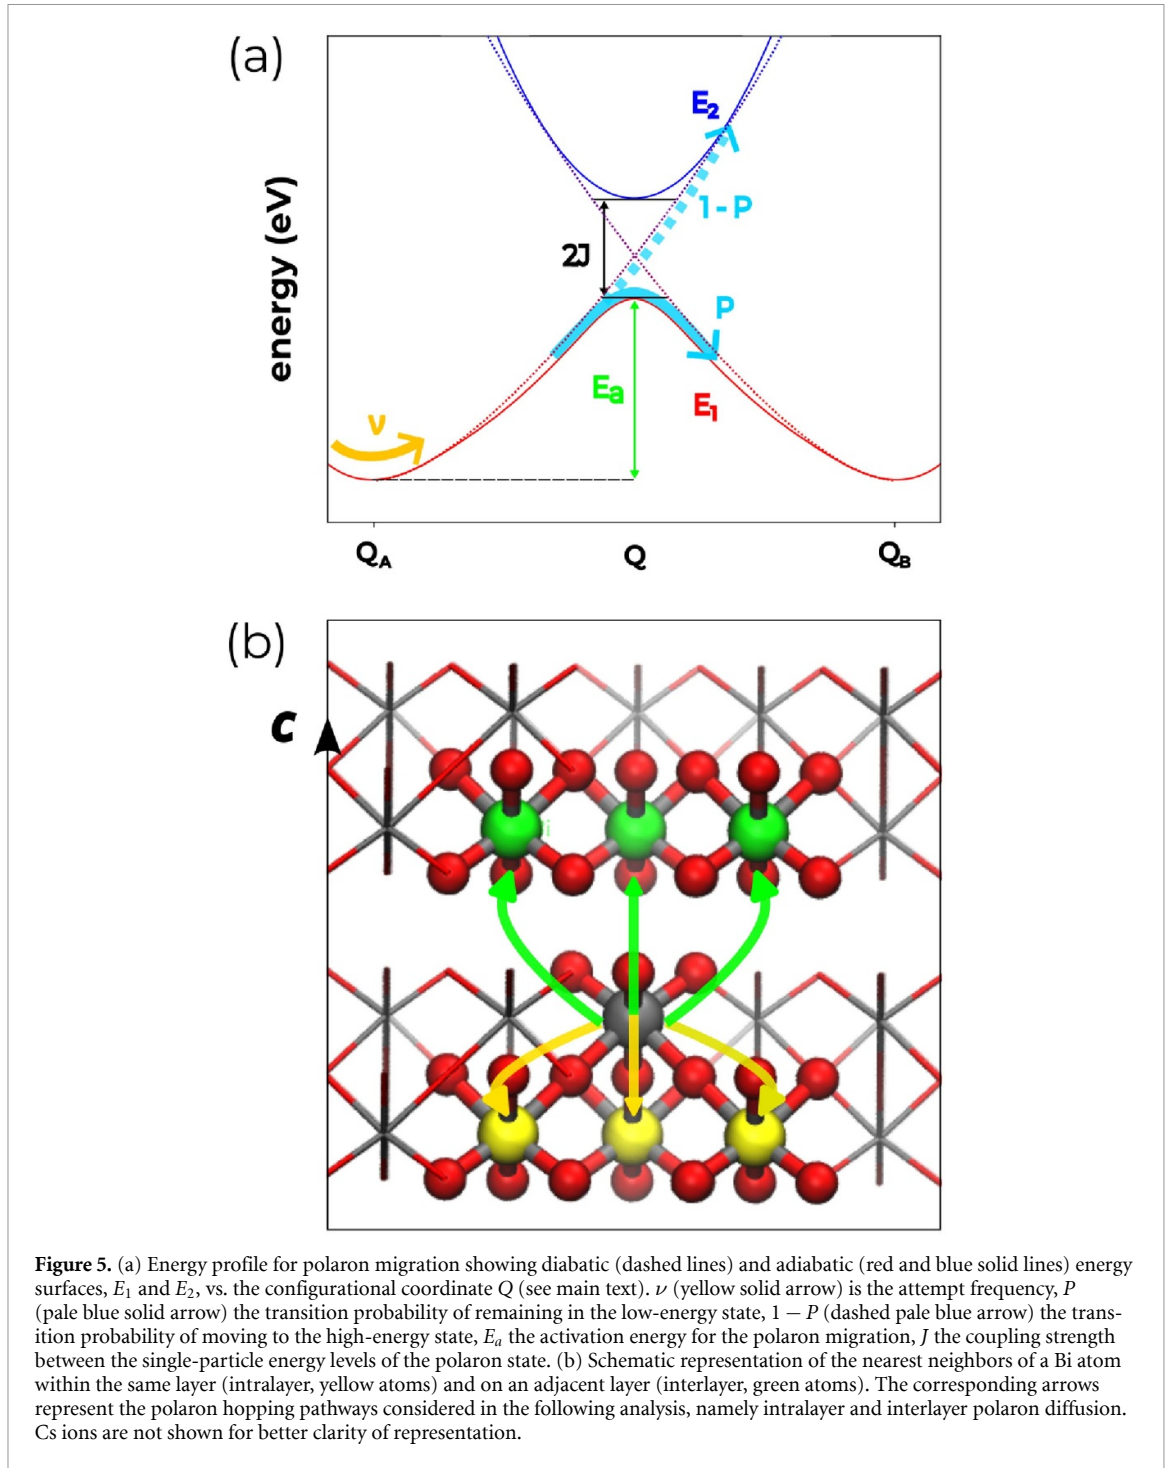 (a)
energy (eV)
E₂
1 - P
2J
P
Eₐ
E₁
ν
Q_A
Q
Q_B
(b)
c
i
Figure 5. (a) Energy profile for polaron migration showing diabatic (dashed lines) and adiabatic (red and blue solid lines) energy
surfaces, E₁ and E₂, vs. the configurational coordinate Q (see main text). ν (yellow solid arrow) is the attempt frequency, P
(pale blue solid arrow) the transition probability of remaining in the low-energy state, 1 − P (dashed pale blue arrow) the trans-
ition probability of moving to the high-energy state, Eₐ the activation energy for the polaron migration, J the coupling strength
between the single-particle energy levels of the polaron state. (b) Schematic representation of the nearest neighbors of a Bi atom
within the same layer (intralayer, yellow atoms) and on an adjacent layer (interlayer, green atoms). The corresponding arrows
represent the polaron hopping pathways considered in the following analysis, namely intralayer and interlayer polaron diffusion.
Cs ions are not shown for better clarity of representation.